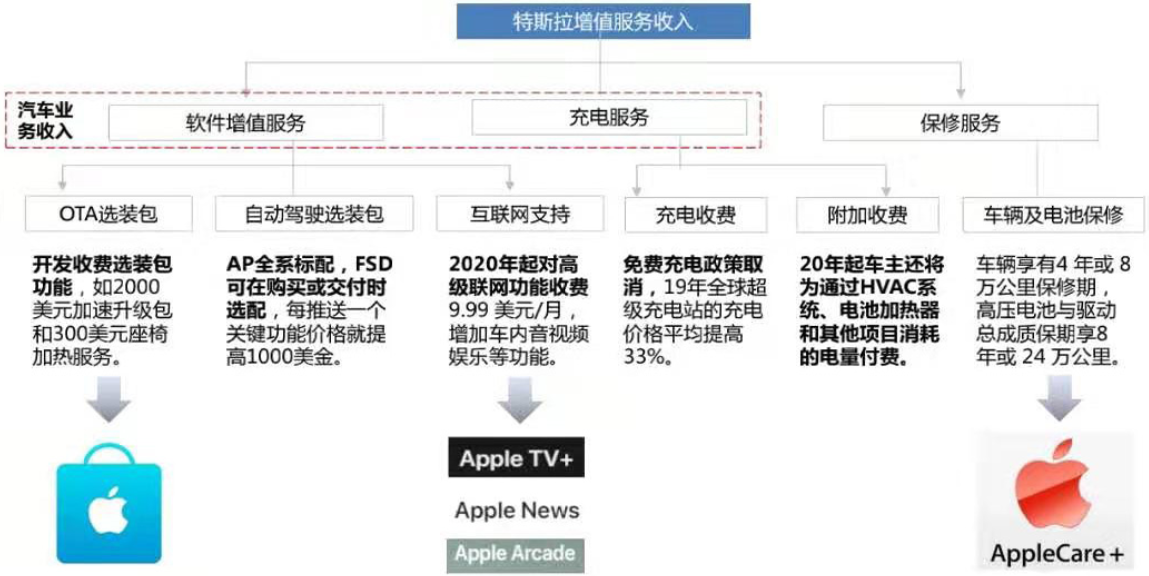 特斯拉增值服务收入
汽车业
务收入
软件增值服务
充电服务
保修服务
OTA选装包
自动驾驶选装包
互联网支持
充电收费
附加收费
车辆及电池保修
开发收费选装包
功能，如2000
美元加速升级包
和300美元座椅
加热服务。
AP全系标配，FSD
可在购买或交付时
选配，每推送一个
关键功能价格就提
高1000美金。
2020年起对高
级联网功能收费
9.99 美元/月，
增加车内音视频
娱乐等功能。
免费充电政策取
消，19年全球超
级充电站的充电
价格平均提高
33%。
20年起车主还将
为通过HVAC系
统、电池加热器
和其他项目消耗
的电量付费。
车辆享有4 年或 8
万公里保修期，
高压电池与驱动
总成质保期享8
年或 24 万公里。
Apple TV+
Apple News
Apple Arcade
AppleCare+